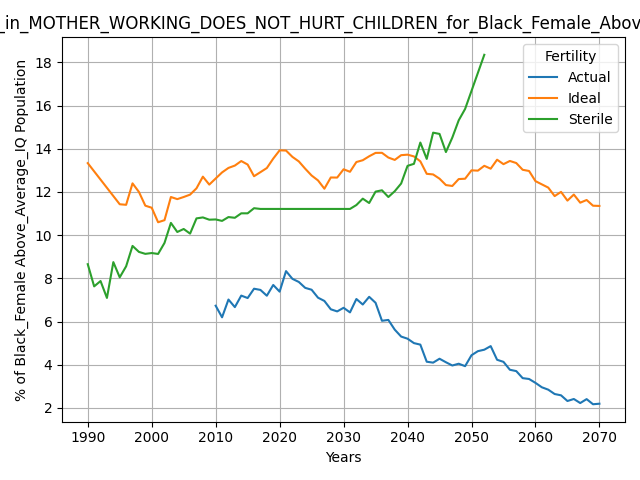 _in_MOTHER_WORKING_DOES_NOT_HURT_CHILDREN_for_Black_Female_Abov
% of Black_Female Above_Average_IQ Population
18
16
14
12
10
8
6
4
2
Fertility
Actual
Ideal
Sterile
1990 2000 2010 2020 2030 2040 2050 2060 2070
Years